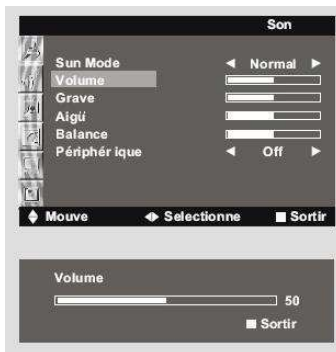 Son
Sun Mode ◀ Normal ▶
Volume
Grave
Aigü
Balance
Périphér ique ◀ Off ▶
Mouve Selectionne Sortir
Volume
50
Sortir